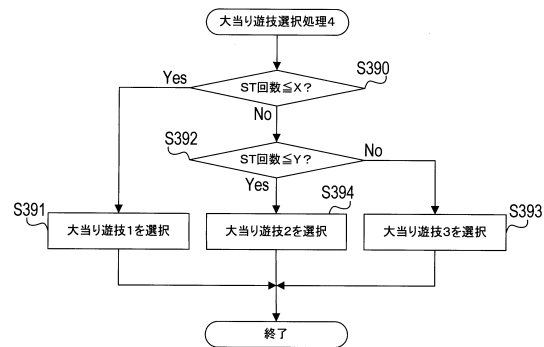 大当り遊技選択処理4
S390
ST回数≦X?
Yes
No
S392
ST回数≦Y?
No
Yes
S391
大当り遊技1を選択
S394
大当り遊技2を選択
S393
大当り遊技3を選択
終了